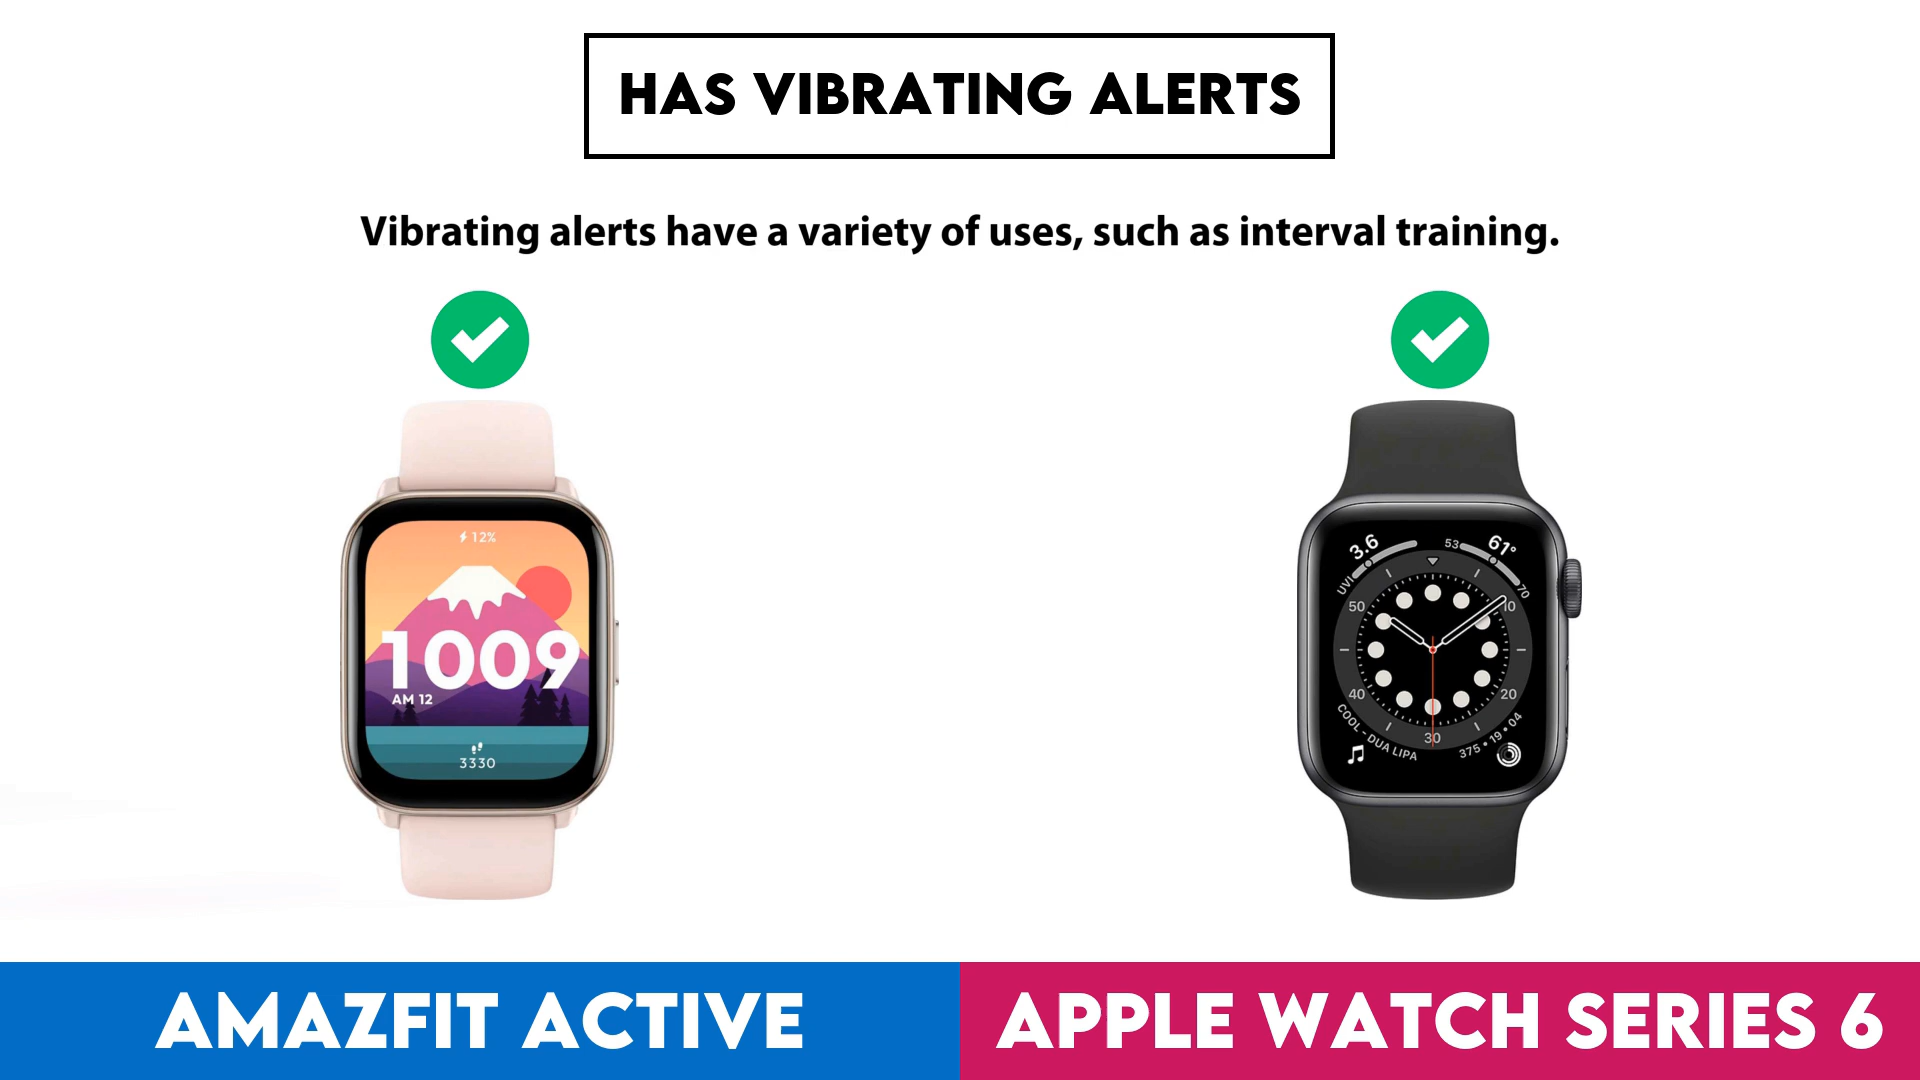 HAS VIBRATING ALERTS
Vibrating alerts have a variety of uses, such as interval training.
12%
1009
AM 12
3330
3.6
53
61°
UVI
70
50
10
40
20
30
COOL - DUA LIPA
375 • 19 • 04
AMAZFIT ACTIVE
APPLE WATCH SERIES 6